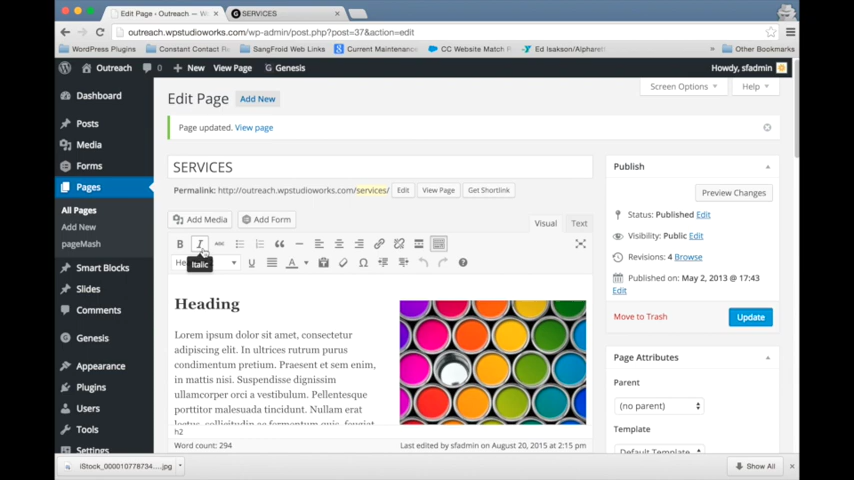 Edit Page ‹ Outreach — W
SERVICES
outreach.wpstudioworks.com/wp-admin/post.php?post=37&action=edit
WordPress Plugins
Constant Contact Re
SangFroid Web Links
Current Maintenance
CC Website Match R
Ed Isakson/Alpharett
»
Other Bookmarks
Outreach
0
New
View Page
Genesis
Howdy, sfadmin
Dashboard
Posts
Media
Forms
Pages
All Pages
Add New
pageMash
Smart Blocks
Slides
Comments
Genesis
Appearance
Plugins
Users
Tools
Settings
Screen Options
Help
Edit Page
Add New
Page updated. View page
SERVICES
Permalink: http://outreach.wpstudioworks.com/services/
Edit
View Page
Get Shortlink
Add Media
Add Form
Visual
Text
B
I
ABC
He
U
A
Ω
Italic
Heading
Lorem ipsum dolor sit amet, consectetur
adipiscing elit. In ultrices rutrum purus
condimentum pretium. Praesent et sem enim,
in mattis nisi. Suspendisse dignissim
ullamcorper orci a vestibulum. Pellentesque
porttitor malesuada tincidunt. Nullam erat
lectus, sollicitudin ac fermentum quis, feugiat
h2
Word count: 294
Last edited by sfadmin on August 20, 2015 at 2:15 pm
Publish
Preview Changes
Status: Published Edit
Visibility: Public Edit
Revisions: 4 Browse
Published on: May 2, 2013 @ 17:43
Edit
Move to Trash
Update
Page Attributes
Parent
(no parent)
Template
Default Template
iStock_000010778734....jpg
Show All